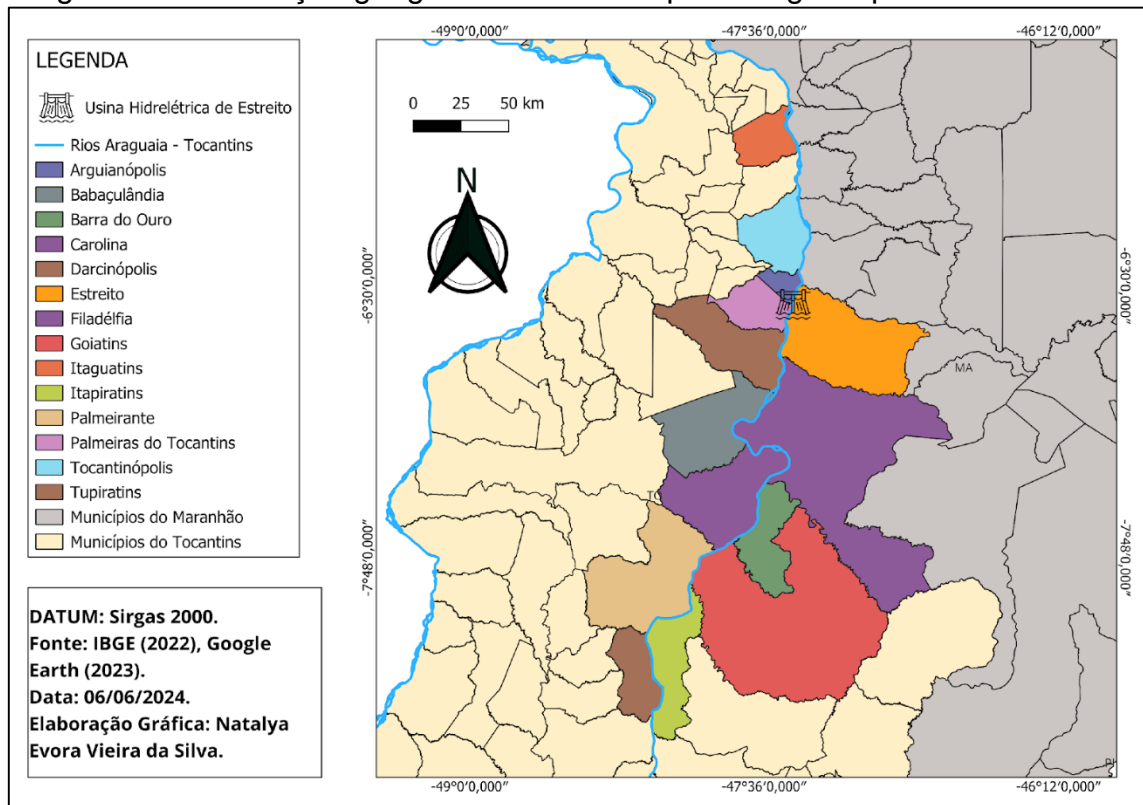 LEGENDA
Usina Hidrelétrica de Estreito
Rios Araguaia - Tocantins
Arguianópolis
Babaçulândia
Barra do Ouro
Carolina
Darcinópolis
Estreito
Filadélfia
Goiatins
Itaguatins
Itapiratins
Palmeirante
Palmeiras do Tocantins
Tocantinópolis
Tupiratins
Municípios do Maranhão
Municípios do Tocantins
DATUM: Sirgas 2000.
Fonte: IBGE (2022), Google
Earth (2023).
Data: 06/06/2024.
Elaboração Gráfica: Natalya
Evora Vieira da Silva.
-49°0'0,000″
-47°36'0,000″
-46°12'0,000″
0 25 50 km
N
-6°30'0,000″
-6°30'0,000″
MA
-7°48'0,000″
-7°48'0,000″
-49°0'0,000″
-47°36'0,000″
-46°12'0,000″